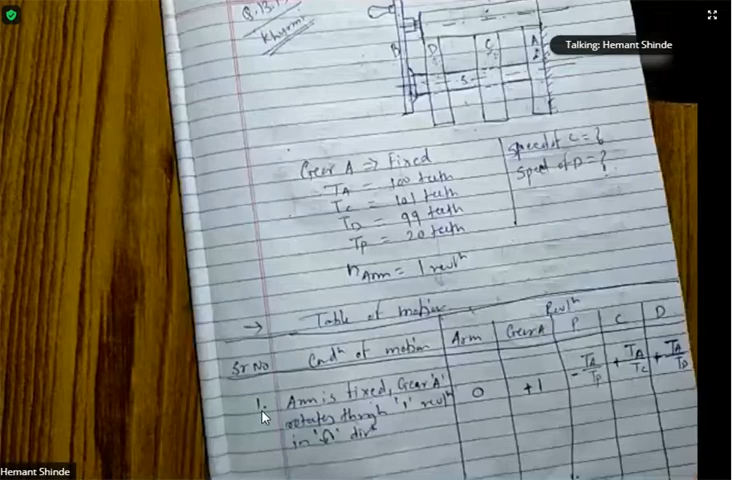 Q.13.
Khurmi
Talking: Hemant Shinde
B
D
C
A
S
Gear A => Fixed
TA = 100 teeth
TC = 101 teeth
TD = 99 teeth
TP = 20 teeth
nArm = 1 revⁿ
Speed of C = ?
Speed of D = ?
→ Table of motion
Revⁿ
Sr No Cndⁿ of motion Arm Gear A P C D
1. Arm is fixed, Gear 'A' 0 +1 -TA/TP +TA/TC +TA/TD
rotates through '1' revⁿ
in dirⁿ
Hemant Shinde